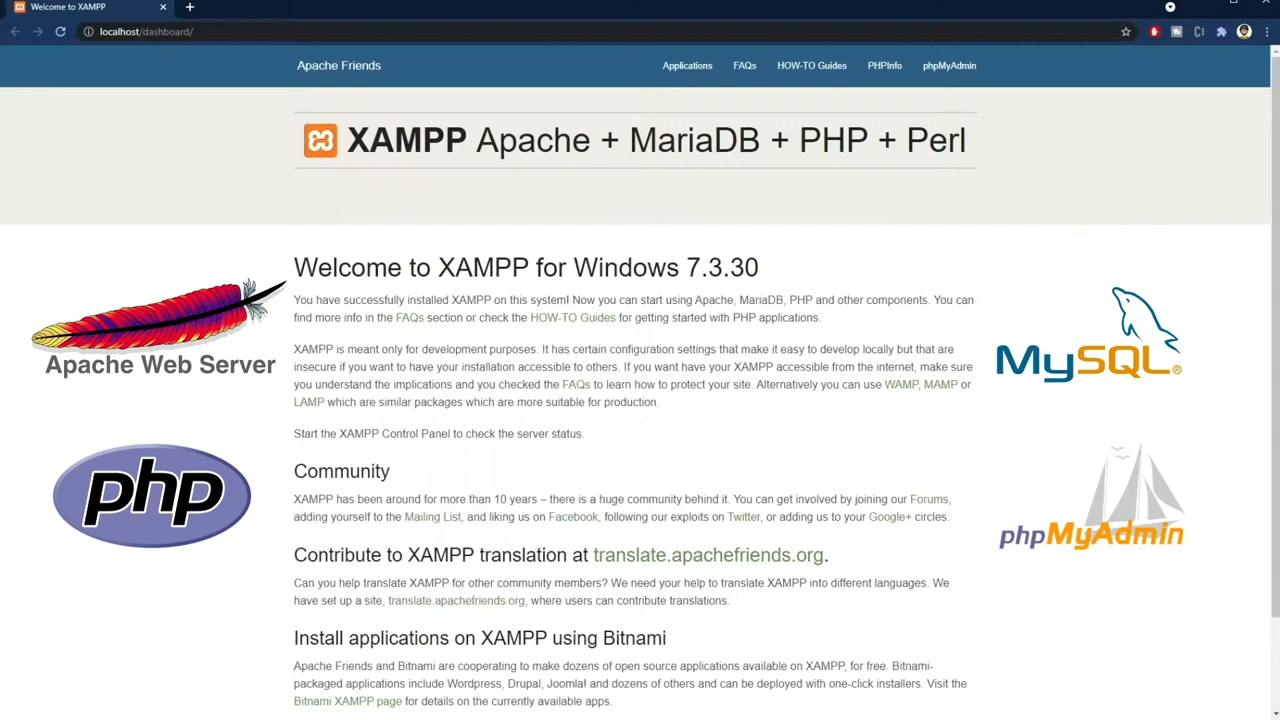 Welcome to XAMPP
localhost/dashboard/
Apache Friends
Applications
FAQs
HOW-TO Guides
PHPInfo
phpMyAdmin
XAMPP Apache + MariaDB + PHP + Perl
Welcome to XAMPP for Windows 7.3.30
You have successfully installed XAMPP on this system! Now you can start using Apache, MariaDB, PHP and other components. You can
find more info in the FAQs section or check the HOW-TO Guides for getting started with PHP applications.
XAMPP is meant only for development purposes. It has certain configuration settings that make it easy to develop locally but that are
insecure if you want to have your installation accessible to others. If you want have your XAMPP accessible from the internet, make sure
you understand the implications and you checked the FAQs to learn how to protect your site. Alternatively you can use WAMP, MAMP or
LAMP which are similar packages which are more suitable for production.
Start the XAMPP Control Panel to check the server status.
Community
XAMPP has been around for more than 10 years – there is a huge community behind it. You can get involved by joining our Forums,
adding yourself to the Mailing List, and liking us on Facebook, following our exploits on Twitter, or adding us to your Google+ circles.
Contribute to XAMPP translation at translate.apachefriends.org.
Can you help translate XAMPP for other community members? We need your help to translate XAMPP into different languages. We
have set up a site, translate.apachefriends.org, where users can contribute translations.
Install applications on XAMPP using Bitnami
Apache Friends and Bitnami are cooperating to make dozens of open source applications available on XAMPP, for free. Bitnami-
packaged applications include Wordpress, Drupal, Joomla! and dozens of others and can be deployed with one-click installers. Visit the
Bitnami XAMPP page for details on the currently available apps.
Apache Web Server
php
MySQL®
phpMyAdmin